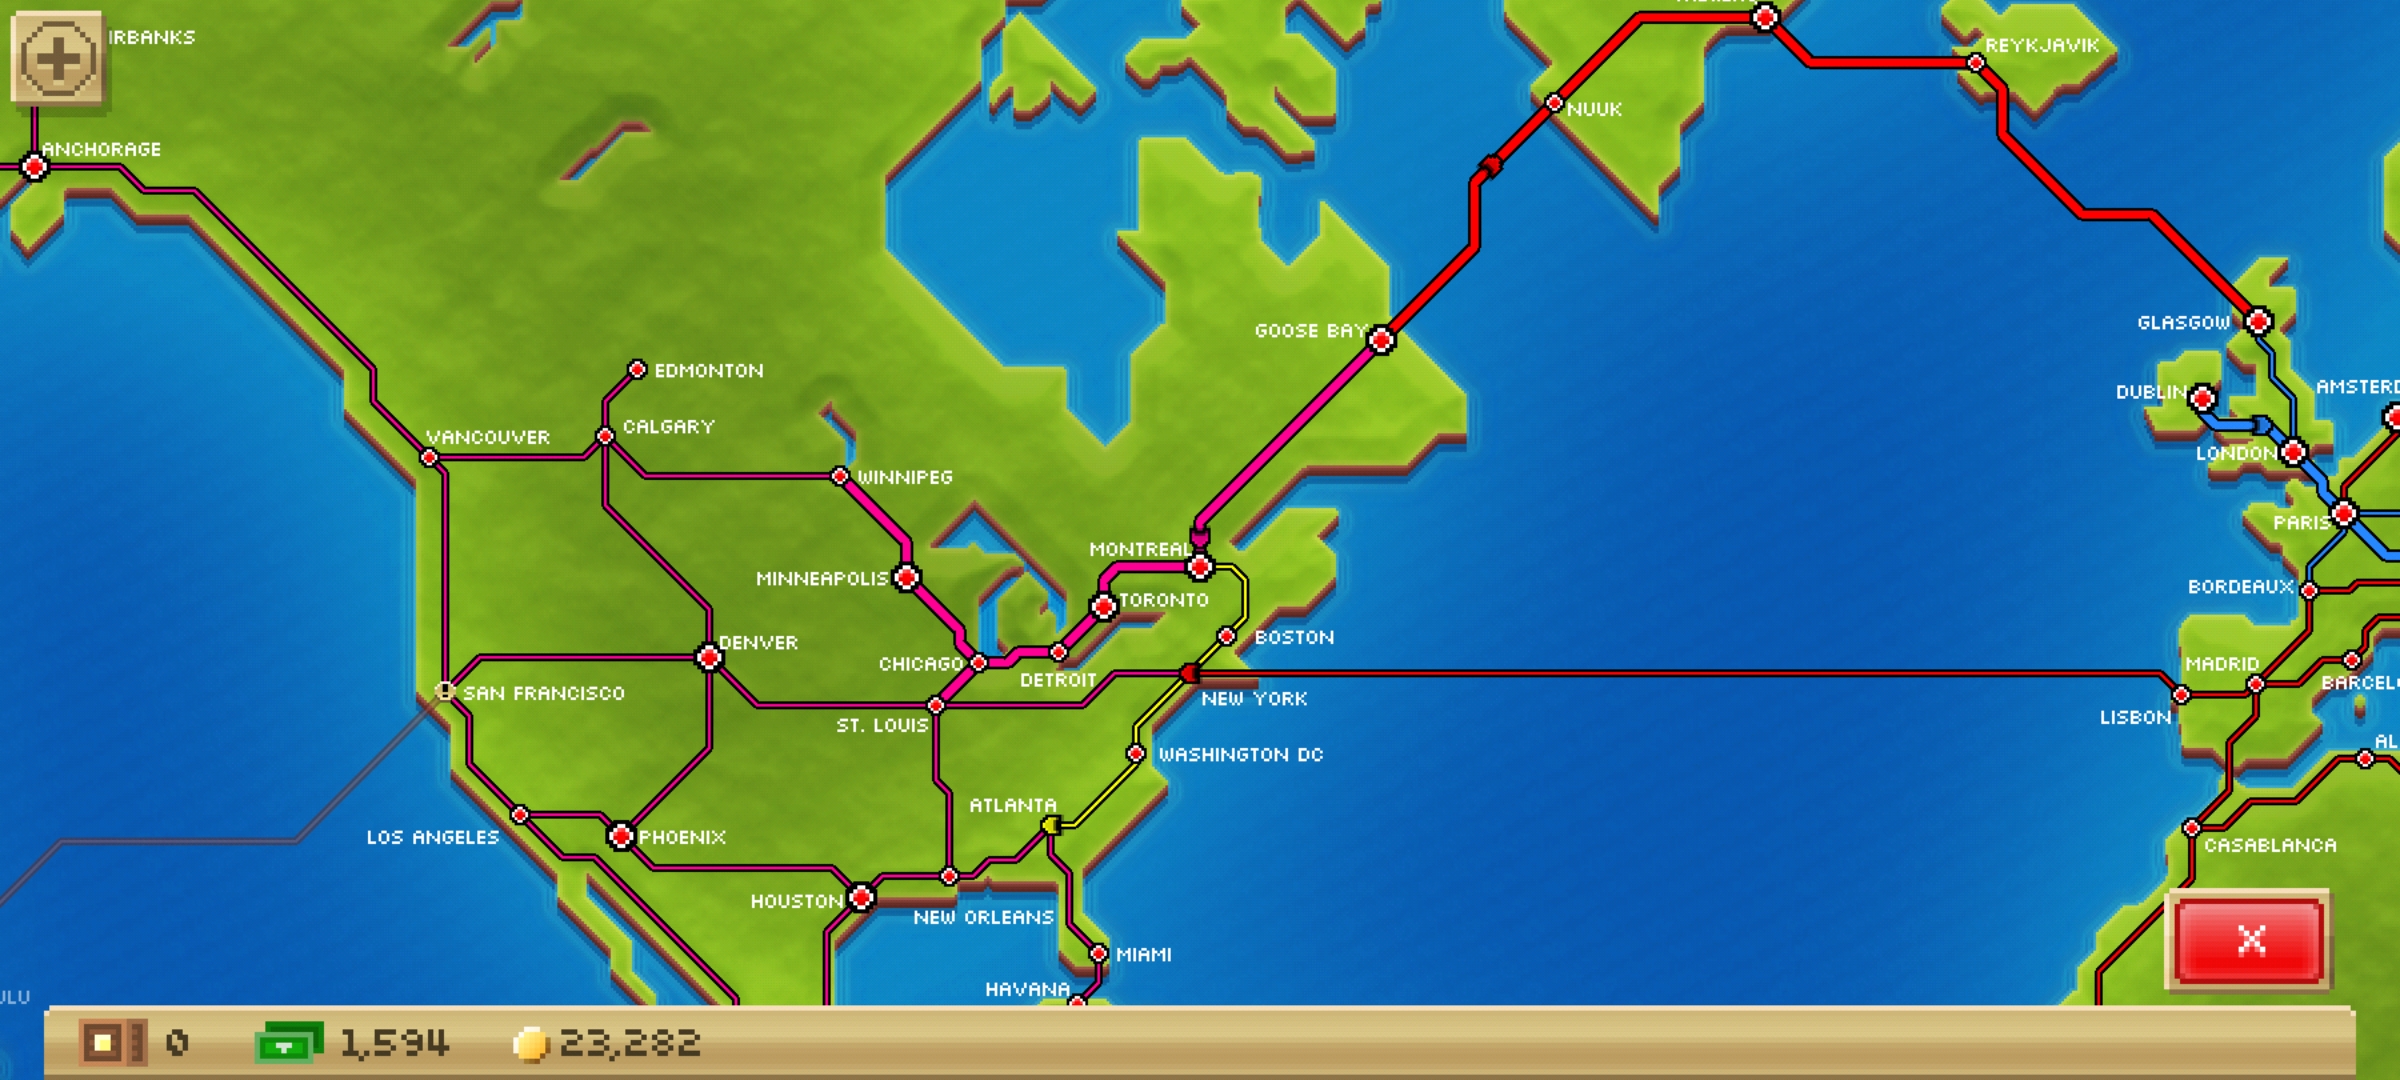 IRBANKS
REYKJAVIK
NUUK
ANCHORAGE
GOOSE BAY
GLASGOW
EDMONTON
DUBLIN
AMSTERD
CALGARY
VANCOUVER
LONDON
WINNIPEG
PARIS
MONTREAL
MINNEAPOLIS
BORDEAUX
TORONTO
BOSTON
DENVER
CHICAGO
MADRID
DETROIT
BARCEL
SAN FRANCISCO
NEW YORK
LISBON
ST. LOUIS
AL
WASHINGTON DC
ATLANTA
LOS ANGELES
PHOENIX
CASABLANCA
HOUSTON
NEW ORLEANS
MIAMI
HAVANA
ULU
X
0
1,594
23,282